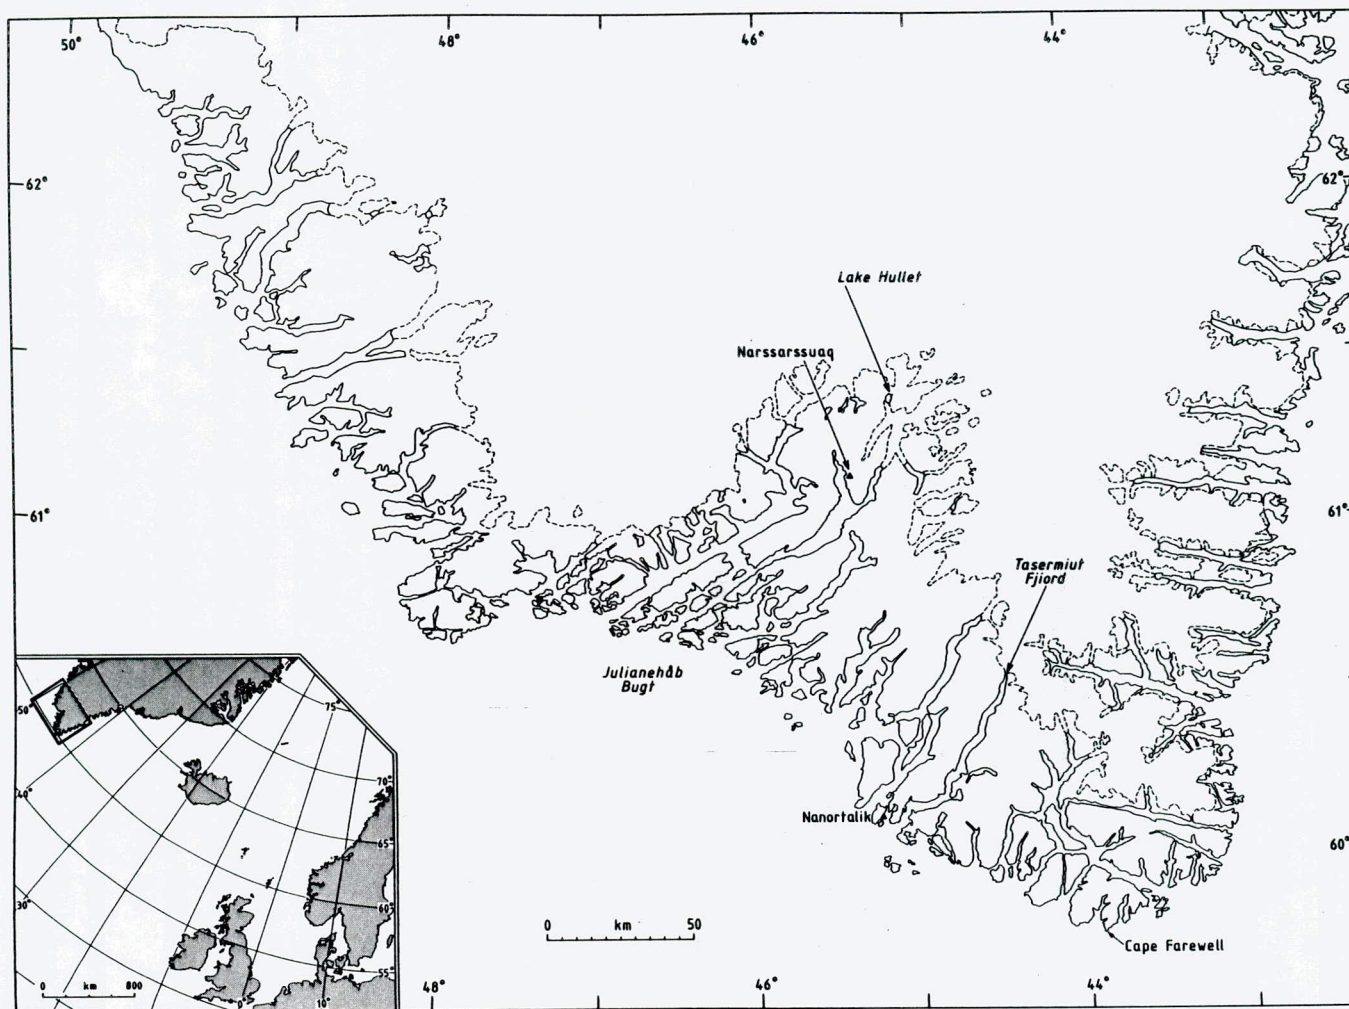 50°
48°
46°
44°
62°
62°
Lake Hullet
Narssarssuaq
61°
61°
Tasermiut
Fjiord
Julianehåb
Bugt
Nanortalik
60°
0 km 50
Cape Farewell
48°
46°
44°
50°
75°
70°
40°
65°
30°
60°
55°
0 km 800
0°
10°